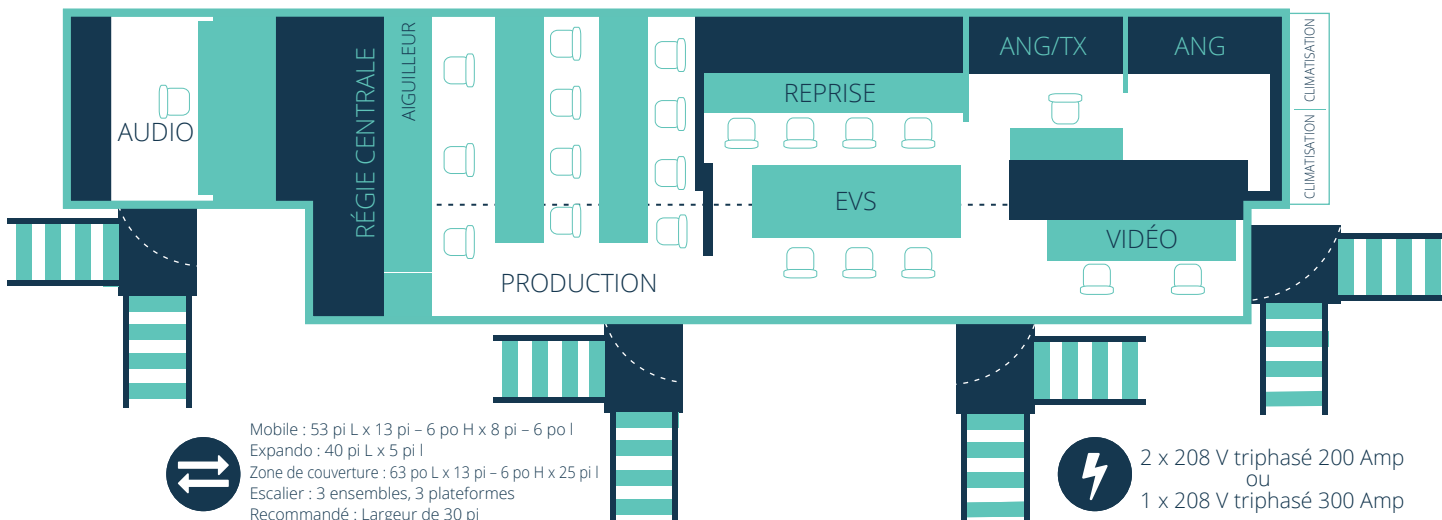 AUDIO
RÉGIE CENTRALE
AIGUILLEUR
PRODUCTION
REPRISE
EVS
ANG/TX
ANG
VIDÉO
CLIMATISATION
CLIMATISATION
Mobile : 53 pi L x 13 pi – 6 po H x 8 pi – 6 po l
Expando : 40 pi L x 5 pi l
Zone de couverture : 63 po L x 13 pi – 6 po H x 25 pi l
Escalier : 3 ensembles, 3 plateformes
Recommandé : Largeur de 30 pi
2 x 208 V triphasé 200 Amp
ou
1 x 208 V triphasé 300 Amp